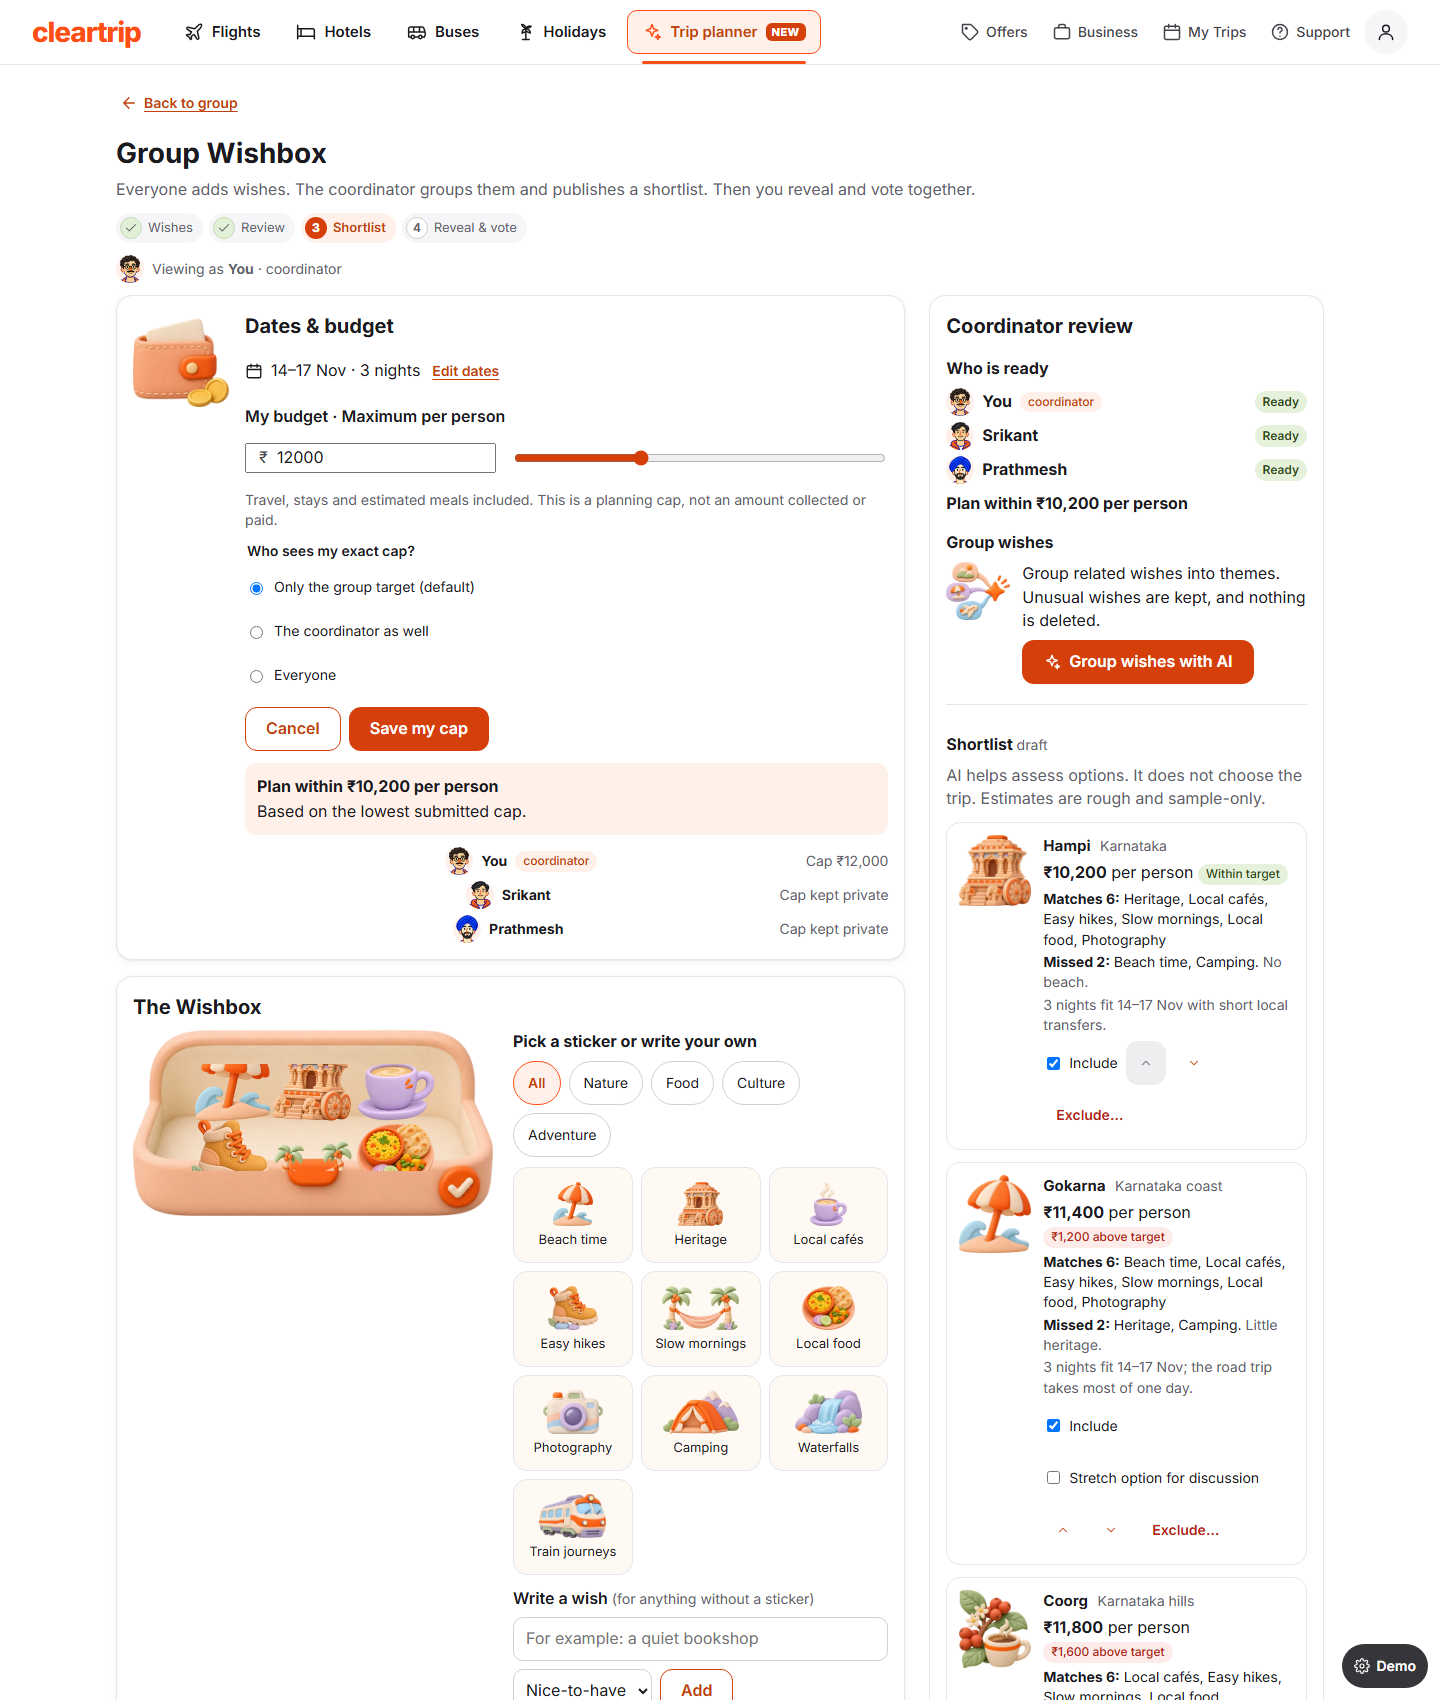 cleartrip
Flights
Hotels
Buses
Holidays
Trip planner NEW
Offers
Business
My Trips
Support
Back to group
Group Wishbox
Everyone adds wishes. The coordinator groups them and publishes a shortlist. Then you reveal and vote together.
Wishes
Review
3 Shortlist
4 Reveal & vote
Viewing as You · coordinator
Dates & budget
14–17 Nov · 3 nights Edit dates
My budget · Maximum per person
₹ 12000
Travel, stays and estimated meals included. This is a planning cap, not an amount collected or
paid.
Who sees my exact cap?
Only the group target (default)
The coordinator as well
Everyone
Cancel
Save my cap
Plan within ₹10,200 per person
Based on the lowest submitted cap.
You coordinator Cap ₹12,000
Srikant Cap kept private
Prathmesh Cap kept private
The Wishbox
Pick a sticker or write your own
All
Nature
Food
Culture
Adventure
Beach time
Heritage
Local cafés
Easy hikes
Slow mornings
Local food
Photography
Camping
Waterfalls
Train journeys
Write a wish (for anything without a sticker)
For example: a quiet bookshop
Nice-to-have
Add
Coordinator review
Who is ready
You coordinator Ready
Srikant Ready
Prathmesh Ready
Plan within ₹10,200 per person
Group wishes
Group related wishes into themes.
Unusual wishes are kept, and nothing
is deleted.
Group wishes with AI
Shortlist draft
AI helps assess options. It does not choose the
trip. Estimates are rough and sample-only.
Hampi Karnataka
₹10,200 per person Within target
Matches 6: Heritage, Local cafés,
Easy hikes, Slow mornings, Local
food, Photography
Missed 2: Beach time, Camping. No
beach.
3 nights fit 14–17 Nov with short local
transfers.
Include
Exclude…
Gokarna Karnataka coast
₹11,400 per person
₹1,200 above target
Matches 6: Beach time, Local cafés,
Easy hikes, Slow mornings, Local
food, Photography
Missed 2: Heritage, Camping. Little
heritage.
3 nights fit 14–17 Nov; the road trip
takes most of one day.
Include
Stretch option for discussion
Exclude…
Coorg Karnataka hills
₹11,800 per person
₹1,600 above target
Matches 6: Local cafés, Easy hikes,
Slow mornings, Local food,
Demo